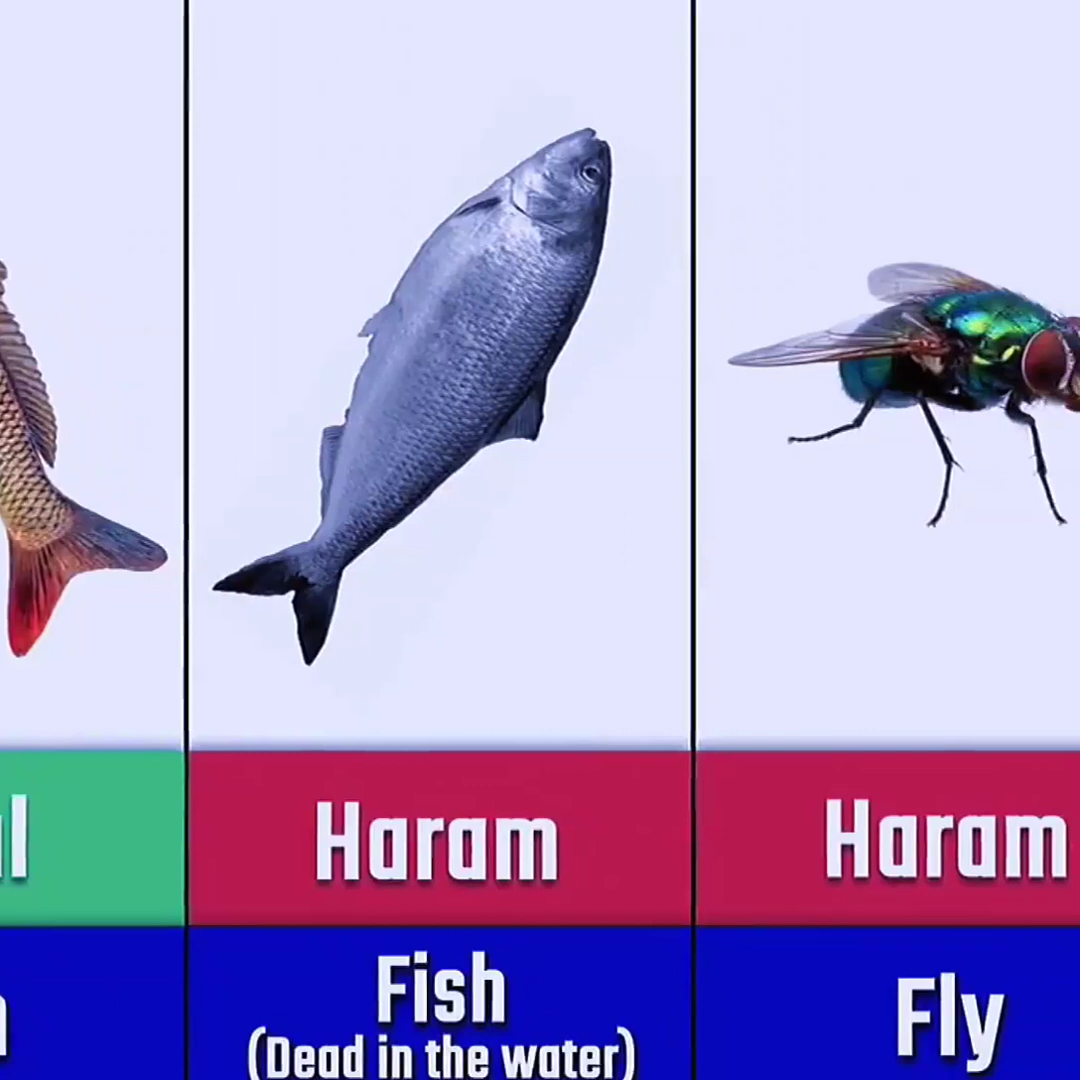 Haram
Haram
Fish
(Dead in the water)
Fly